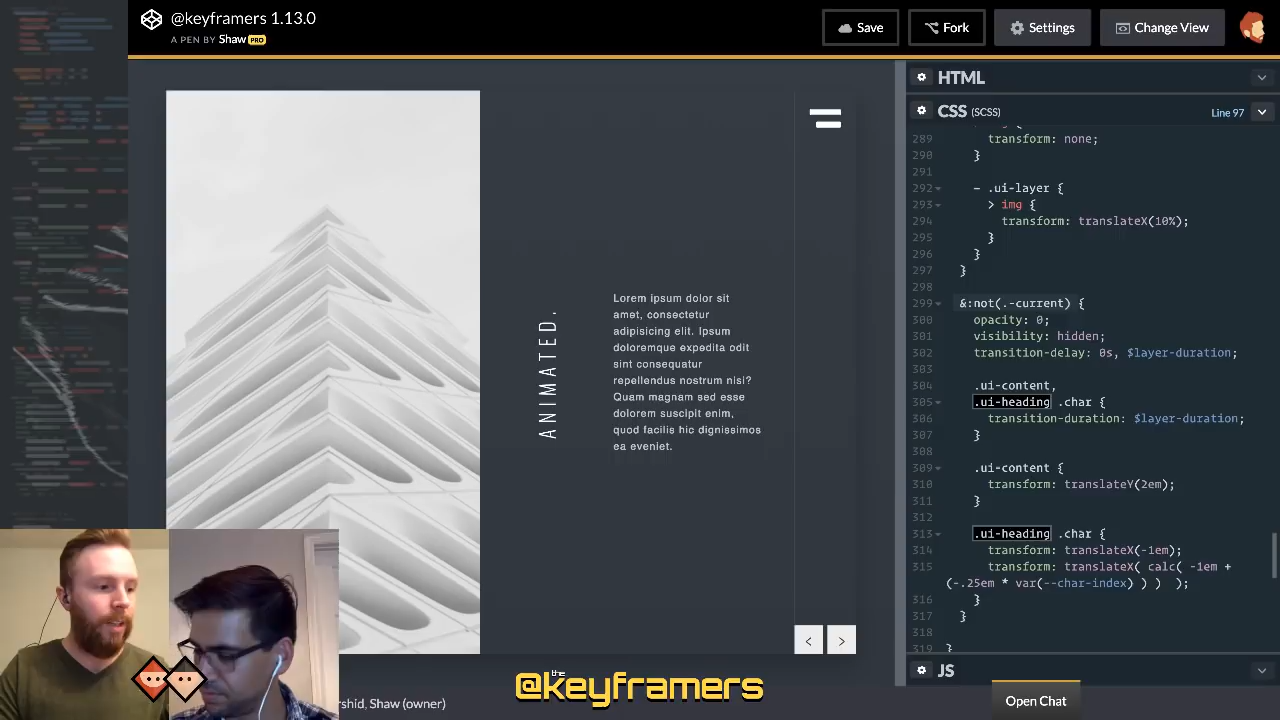 @keyframers 1.13.0
A PEN BY Shaw PRO
Save
Fork
Settings
Change View
HTML
CSS (SCSS)
Line 97
289 transform: none;
290 }
291
292 ~ .ui-layer {
293 > img {
294 transform: translateX(10%);
295 }
296 }
297 }
298
299 &:not(.-current) {
300 opacity: 0;
301 visibility: hidden;
302 transition-delay: 0s, $layer-duration;
303
304 .ui-content,
305 .ui-heading .char {
306 transition-duration: $layer-duration;
307 }
308
309 .ui-content {
310 transform: translateY(2em);
311 }
312
313 .ui-heading .char {
314 transform: translateX(-1em);
315 transform: translateX( calc( -1em +
(-.25em * var(--char-index) ) ) );
316 }
317 }
318
319 }
JS
ANIMATED.
Lorem ipsum dolor sit
amet, consectetur
adipisicing elit. Ipsum
doloremque expedita odit
sint consequatur
repellendus nostrum nisi?
Quam magnam sed esse
dolorem suscipit enim,
quod facilis hic dignissimos
ea eveniet.
< >
the
@keyframers
rshid, Shaw (owner)
Open Chat